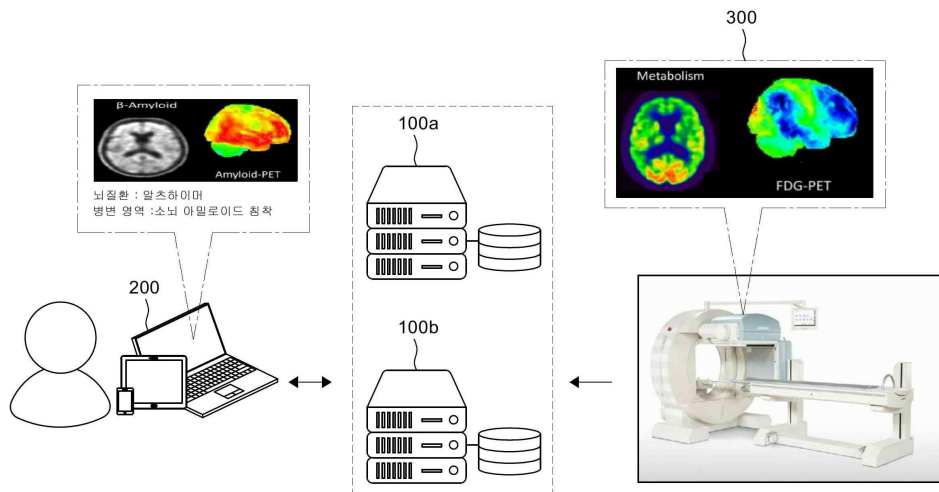 300
Metabolism
FDG-PET
β-Amyloid
Amyloid-PET
뇌질환 : 알츠하이머
병변 영역 :소뇌 아밀로이드 침착
100a
200
100b